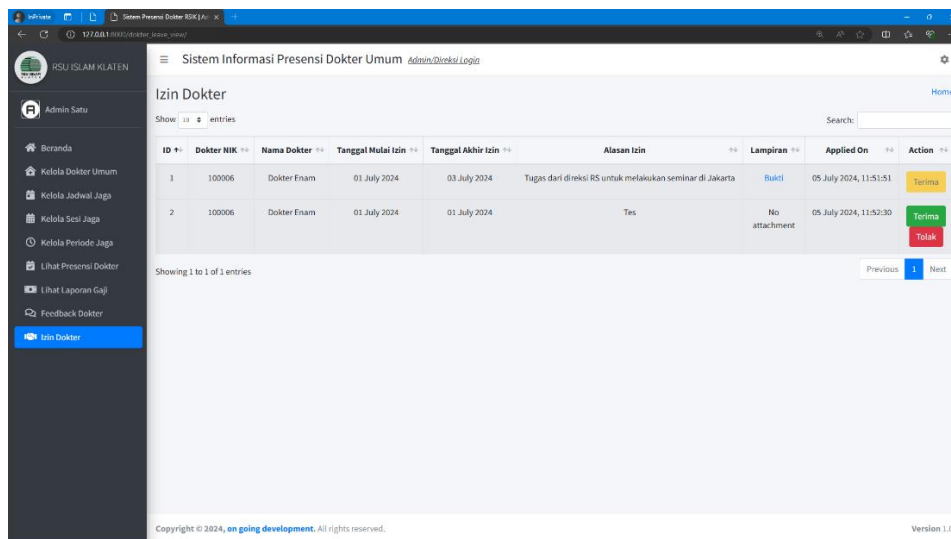 InPrivate
Sistem Presensi Dokter RSIK | Ad
127.0.0.1:8000/dokter_leave_view/
RSU ISLAM KLATEN
Sistem Informasi Presensi Dokter Umum Admin/Direksi Login
Admin Satu
Izin Dokter
Home
Show 10 entries
Search:
Beranda
Kelola Dokter Umum
Kelola Jadwal Jaga
Kelola Sesi Jaga
Kelola Periode Jaga
Lihat Presensi Dokter
Lihat Laporan Gaji
Feedback Dokter
Izin Dokter
ID Dokter NIK Nama Dokter Tanggal Mulai Izin Tanggal Akhir Izin Alasan Izin Lampiran Applied On Action
1 100006 Dokter Enam 01 July 2024 03 July 2024 Tugas dari direksi RS untuk melakukan seminar di Jakarta Bukti 05 July 2024, 11:51:51 Terima
2 100006 Dokter Enam 01 July 2024 01 July 2024 Tes No attachment 05 July 2024, 11:52:30 Terima
Tolak
Showing 1 to 1 of 1 entries
Previous 1 Next
Copyright © 2024, on going development. All rights reserved.
Version 1.0